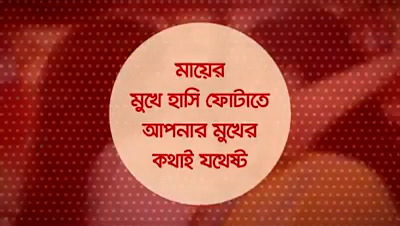 মায়ের
মুখে হাসি ফোটাতে
আপনার মুখের
কথাই যথেষ্ট